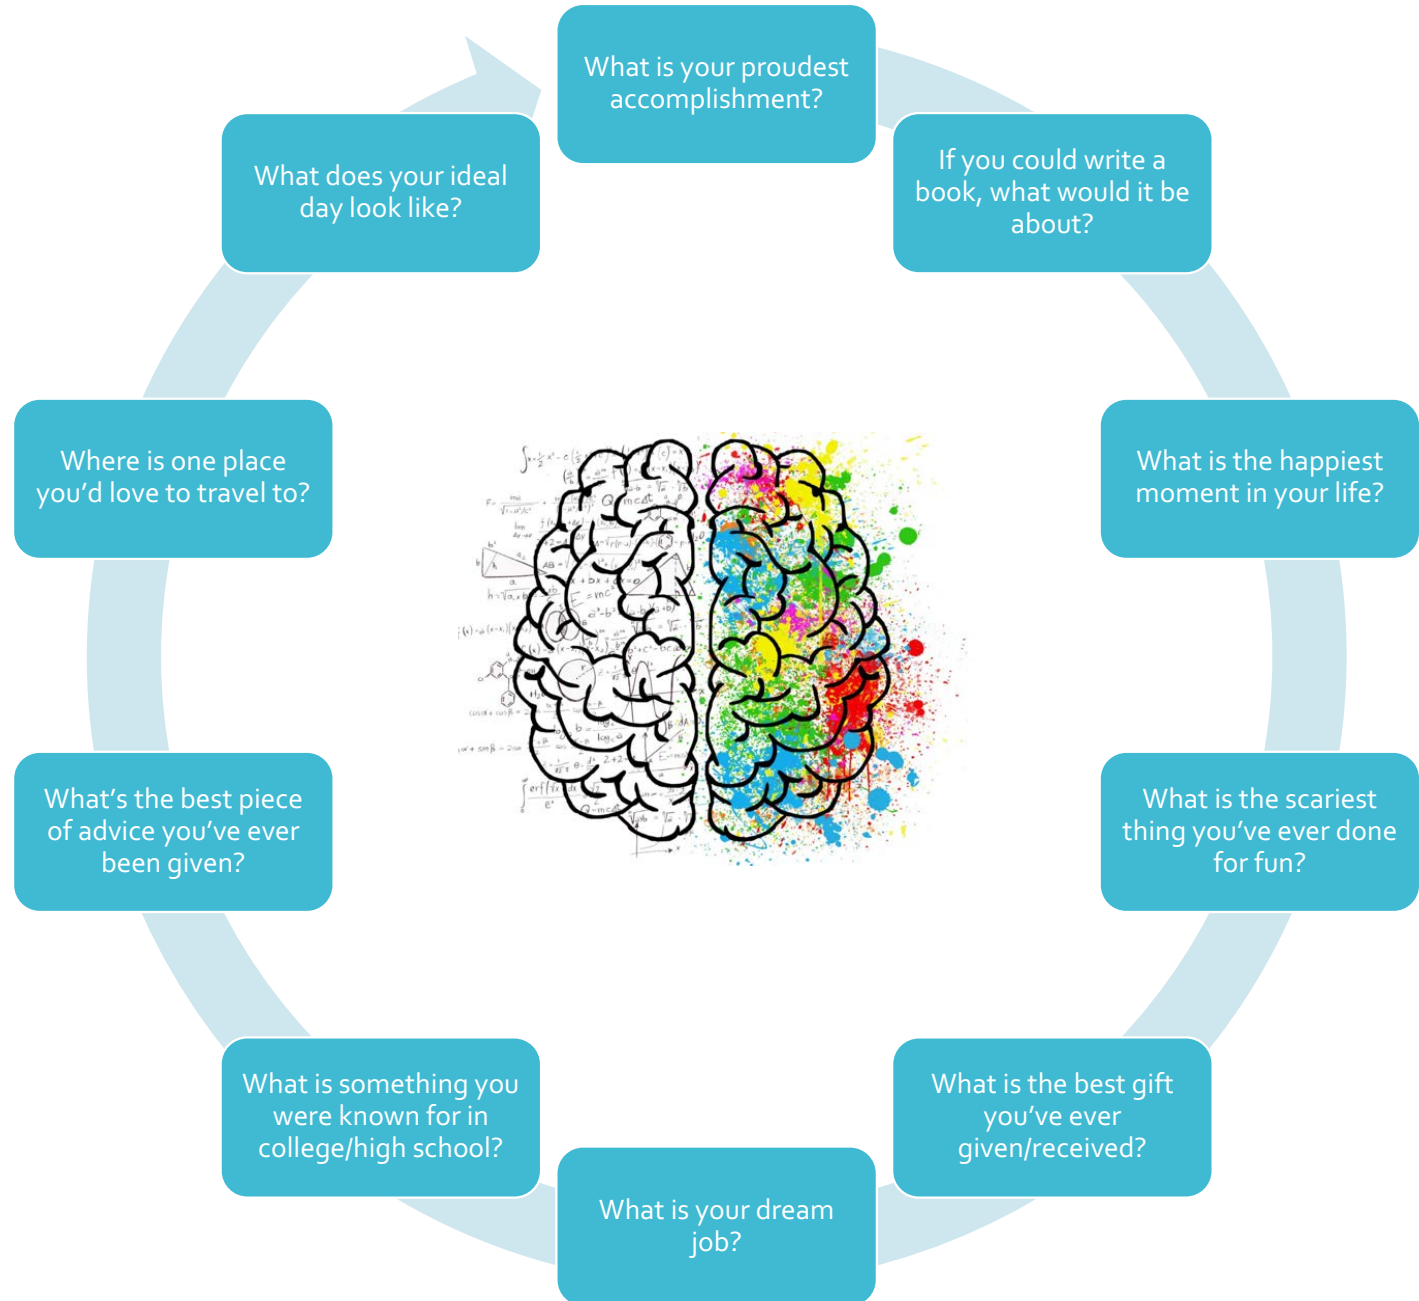 What is your proudest
accomplishment?
If you could write a
book, what would it be
about?
What is the happiest
moment in your life?
What is the scariest
thing you've ever done
for fun?
What is the best gift
you've ever
given/received?
What is your dream
job?
What is something you
were known for in
college/high school?
What's the best piece
of advice you've ever
been given?
Where is one place
you'd love to travel to?
What does your ideal
day look like?